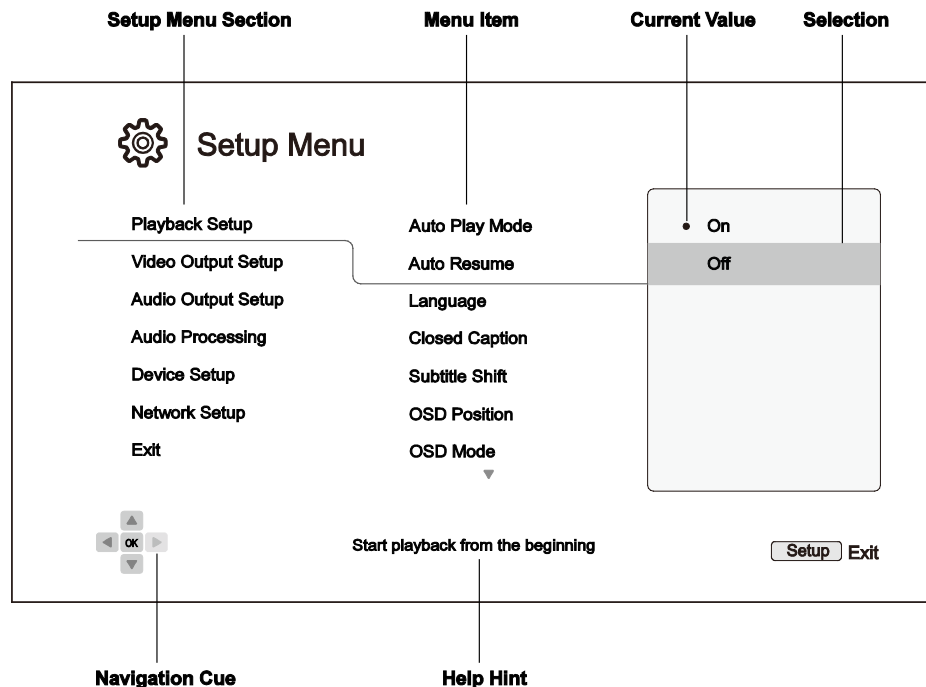 Setup Menu Section Menu Item Current Value Selection
Setup Menu
Playback Setup Auto Play Mode On
Video Output Setup Auto Resume Off
Audio Output Setup Language
Audio Processing Closed Caption
Device Setup Subtitle Shift
Network Setup OSD Position
Exit OSD Mode
OK Start playback from the beginning Setup Exit
Navigation Cue Help Hint